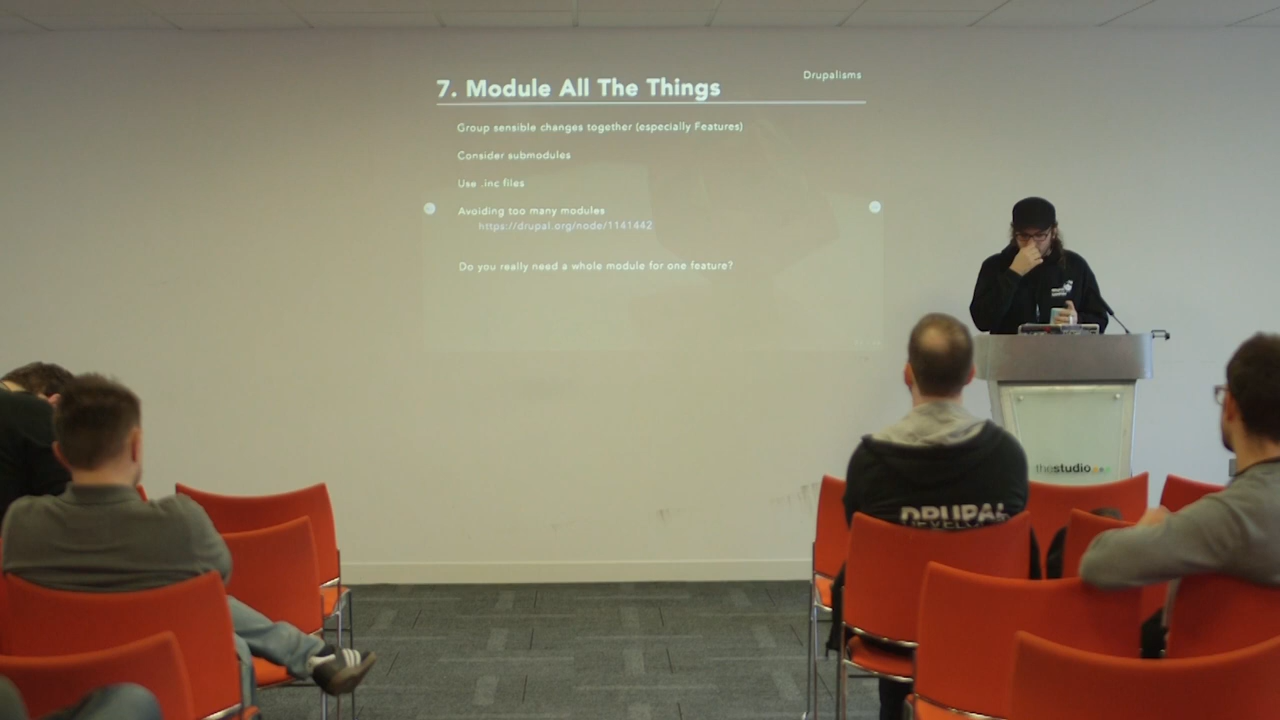 7. Module All The Things
Drupalisms
Group sensible changes together (especially Features)
Consider submodules
Use .inc files
Avoiding too many modules
https://drupal.org/node/1141442
Do you really need a whole module for one feature?
thestudio
DRUPAL